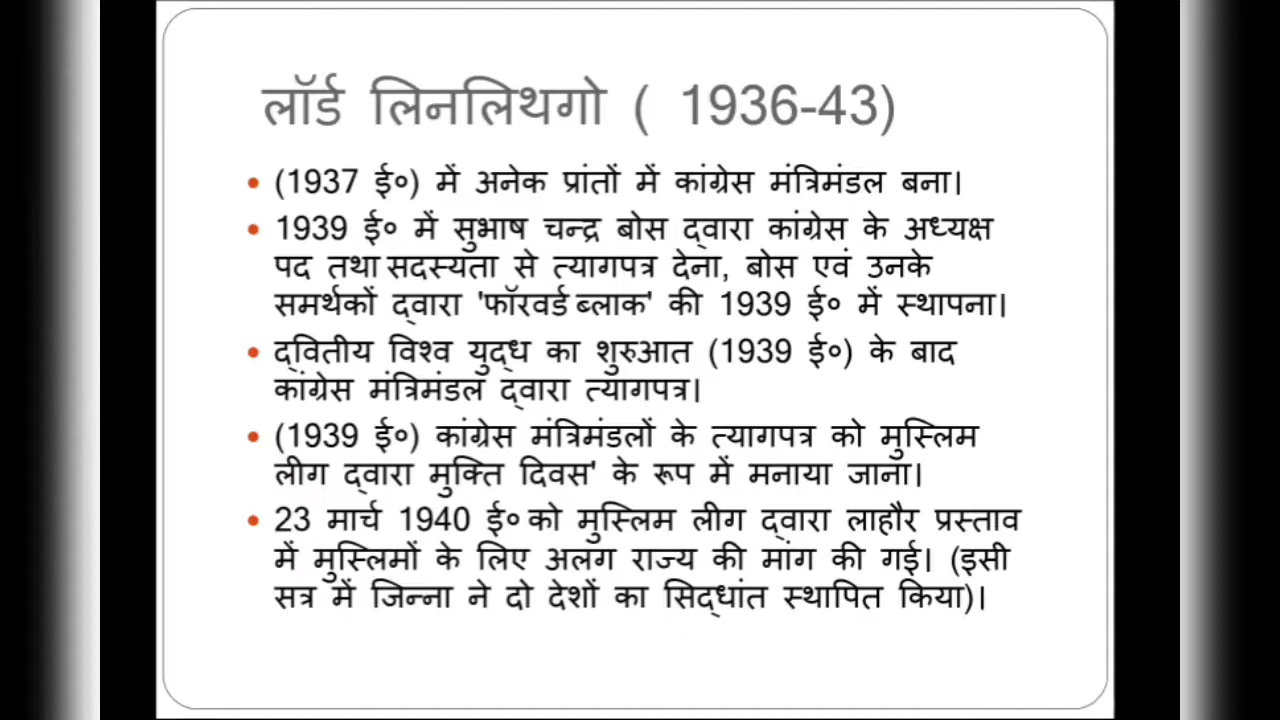 लॉर्ड लिनलिथगो ( 1936-43)
• (1937 ई०) में अनेक प्रांतों में कांग्रेस मंत्रिमंडल बना।
• 1939 ई० में सुभाष चन्द्र बोस द्वारा कांग्रेस के अध्यक्ष
पद तथा सदस्यता से त्यागपत्र देना, बोस एवं उनके
समर्थकों द्वारा 'फॉरवर्ड ब्लाक' की 1939 ई० में स्थापना।
• द्वितीय विश्व युद्ध का शुरुआत (1939 ई०) के बाद
कांग्रेस मंत्रिमंडल द्वारा त्यागपत्र।
• (1939 ई०) कांग्रेस मंत्रिमंडलों के त्यागपत्र को मुस्लिम
लीग द्वारा मुक्ति दिवस' के रूप में मनाया जाना।
• 23 मार्च 1940 ई० को मुस्लिम लीग द्वारा लाहौर प्रस्ताव
में मुस्लिमों के लिए अलग राज्य की मांग की गई। (इसी
सत्र में जिन्ना ने दो देशों का सिद्धांत स्थापित किया)।